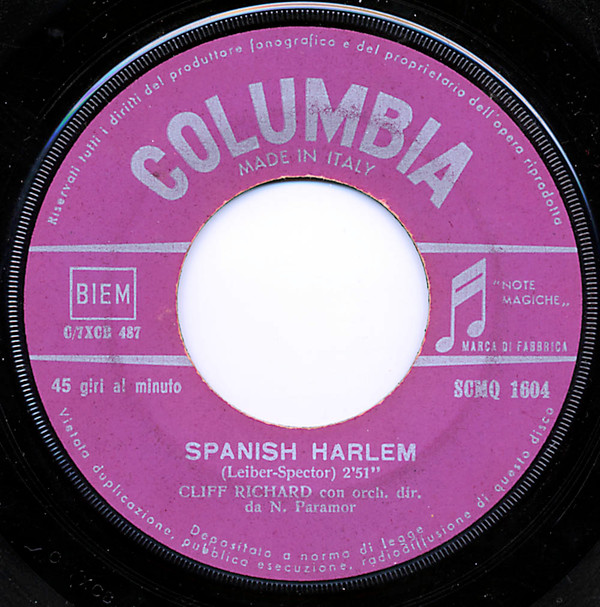 Riservati tutti i diritti del produttore fonografico e del proprietario dell'opera riprodotta
COLUMBIA
MADE IN ITALY
BIEM
C/7XCB 487
"NOTE
MAGICHE„
MARCA DI FABBRICA
45 giri al minuto
SCMQ 1604
SPANISH HARLEM
(Leiber-Spector) 2'51"
CLIFF RICHARD con orch. dir.
da N. Paramor
Depositato a norma di legge
Vietata duplicazione, pubblica esecuzione, radiodiffusione di questo disco